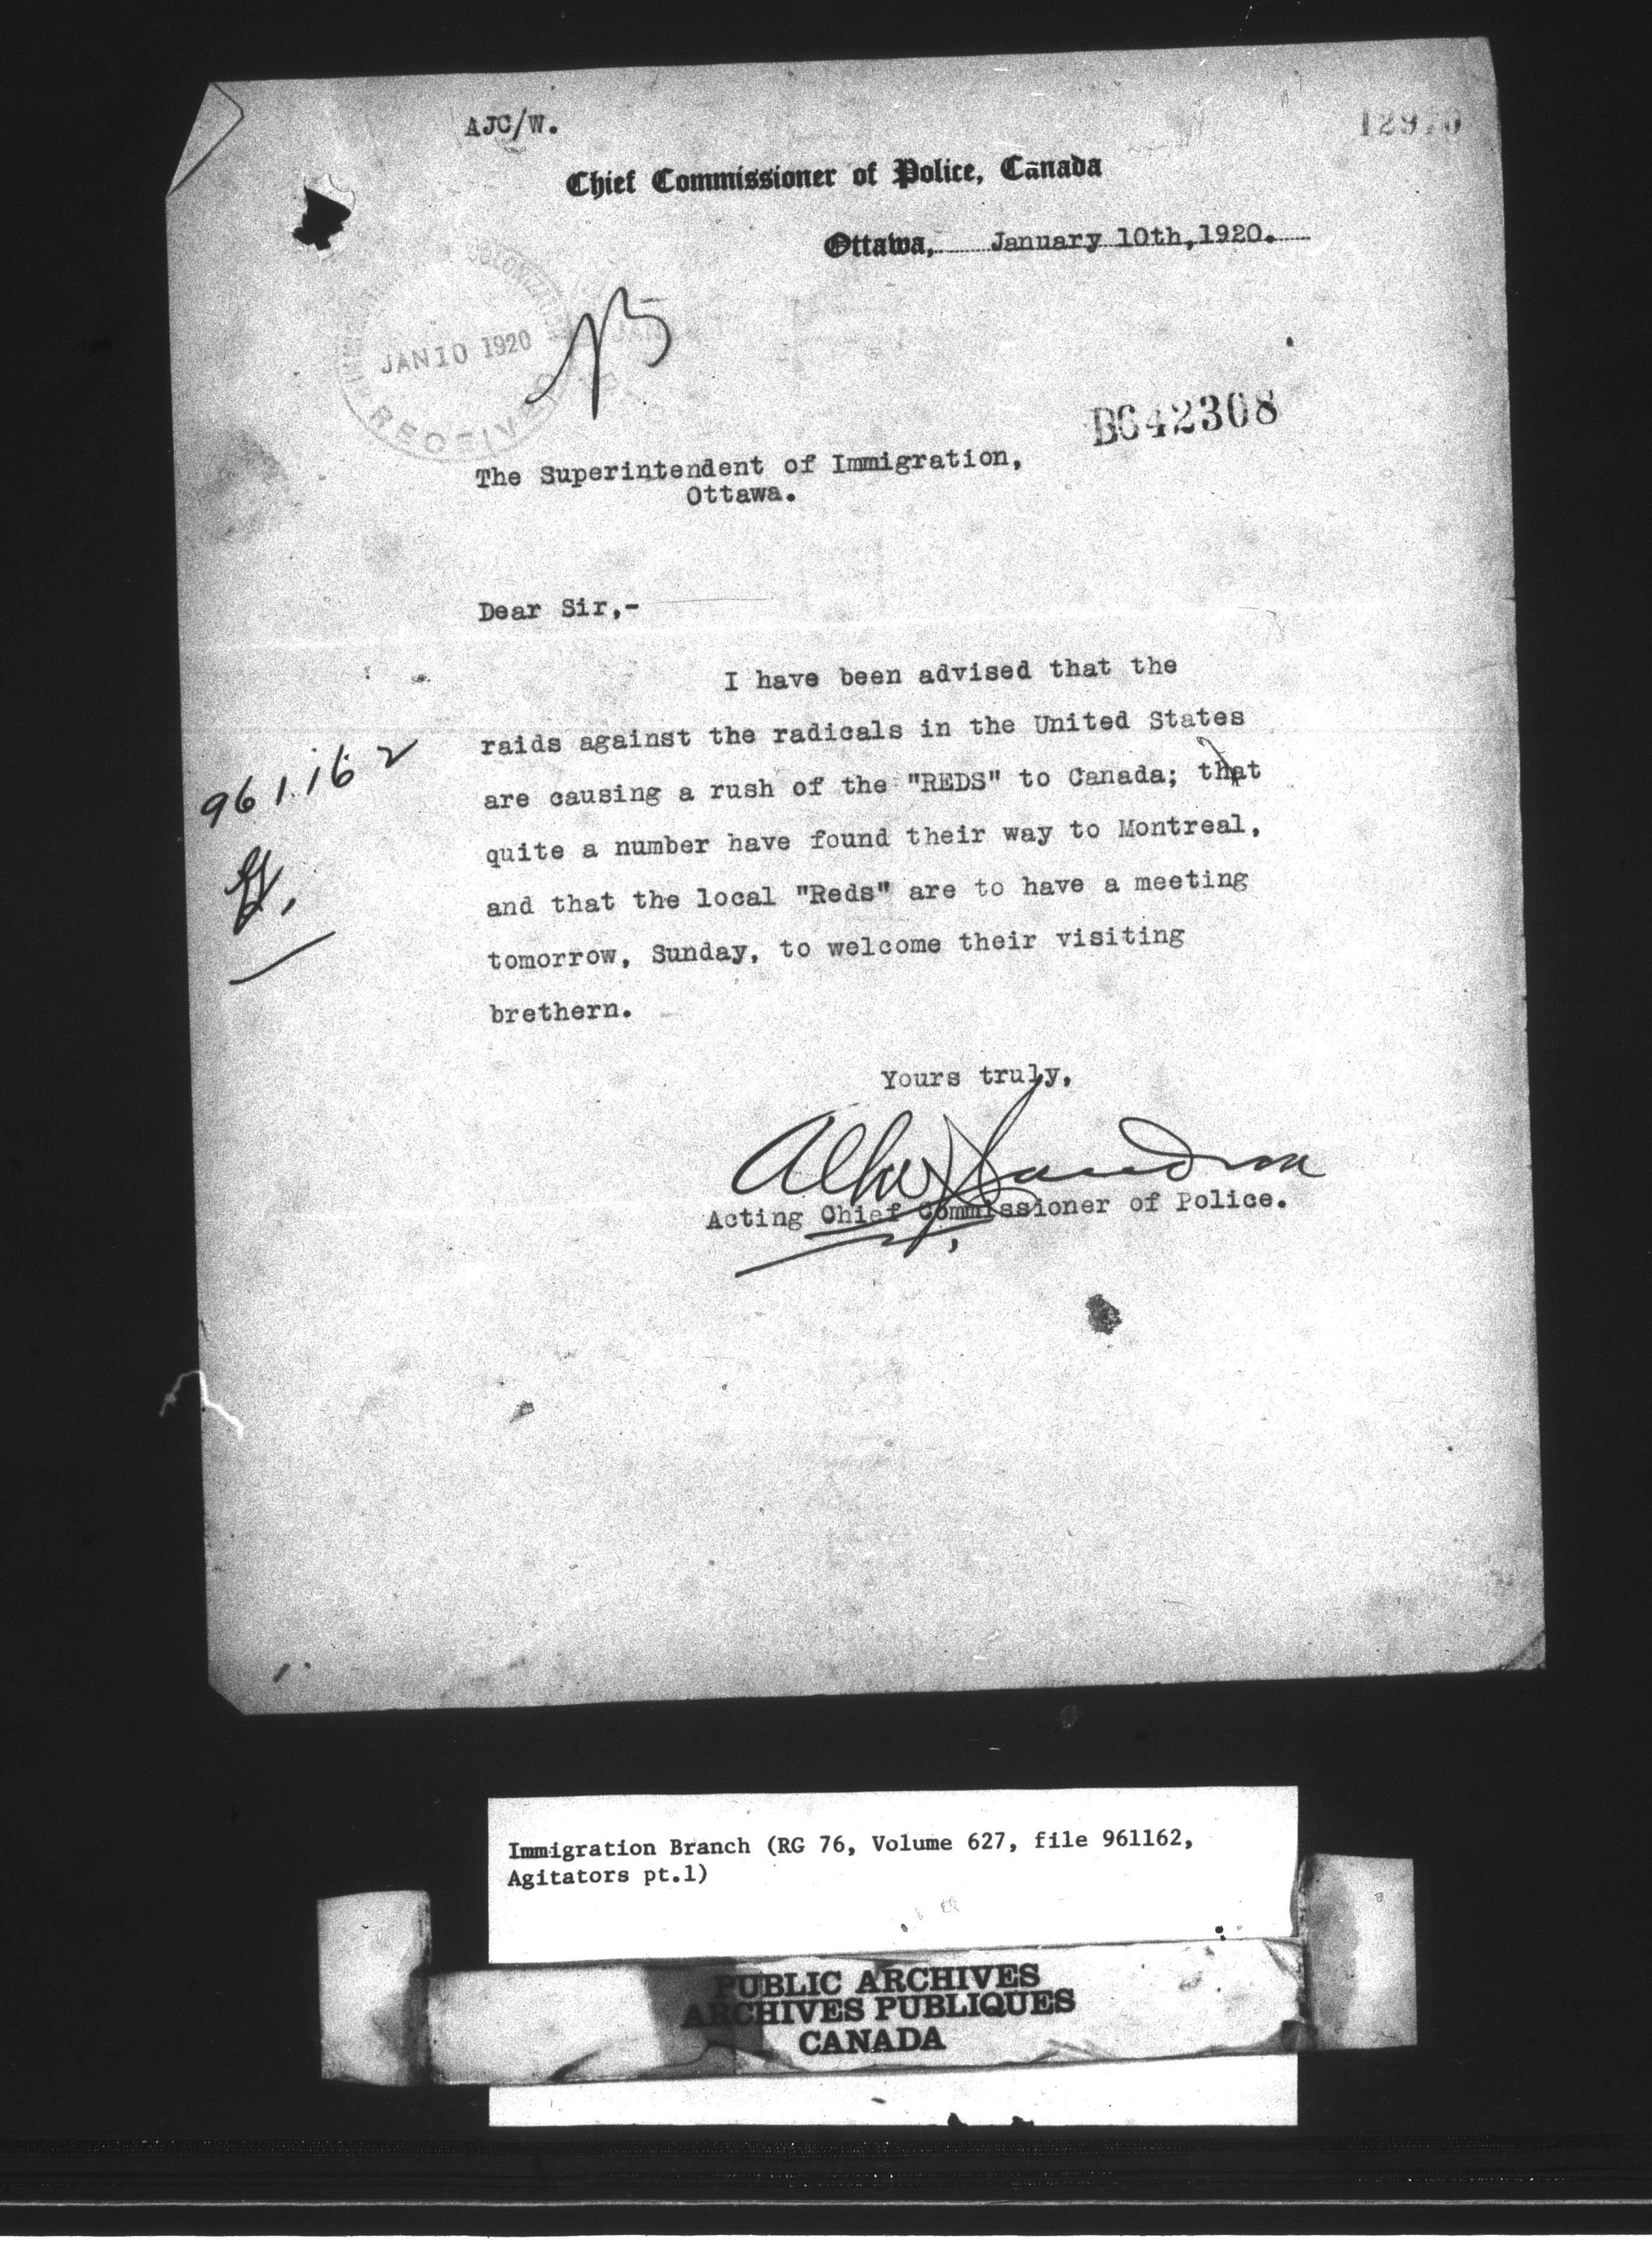 AJC/W.
Chief Commissioner of Police, Canada
Ottawa, January 10th, 1920.
JAN 10 1920
RECEIVED
BC42308
The Superintendent of Immigration,
Ottawa.
Dear Sir,-
I have been advised that the
raids against the radicals in the United States
are causing a rush of the "REDS" to Canada; that
quite a number have found their way to Montreal,
and that the local "Reds" are to have a meeting
tomorrow, Sunday, to welcome their visiting
brethern.
961162
Yours truly,
Acting Chief Commissioner of Police.
Immigration Branch (RG 76, Volume 627, file 961162,
Agitators pt.1)
PUBLIC ARCHIVES
ARCHIVES PUBLIQUES
CANADA